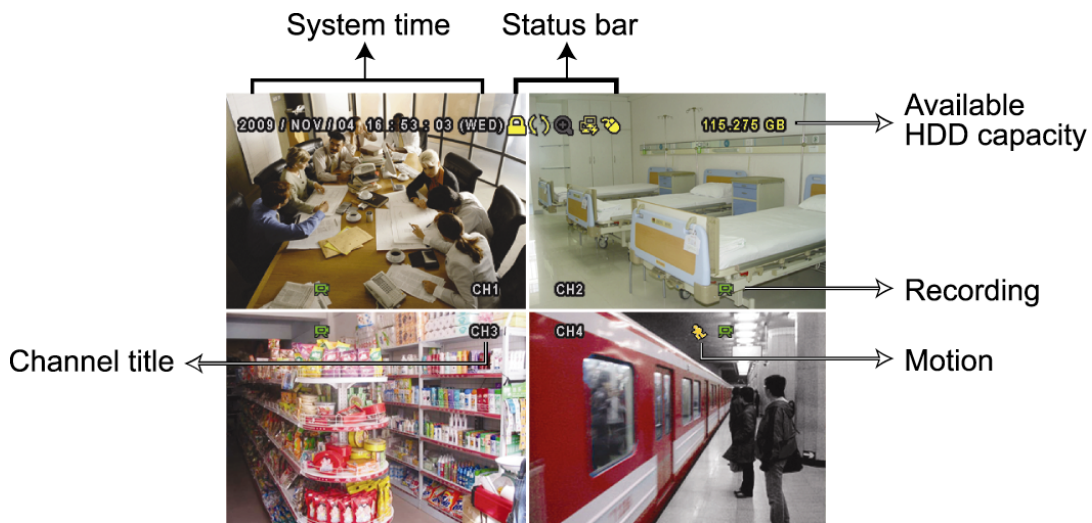 System time
Status bar
2009 / NOV / 04 16 : 53 : 03 (WED)
115.275 GB
Available
HDD capacity
CH1
CH2
Recording
CH3
CH4
Channel title
Motion